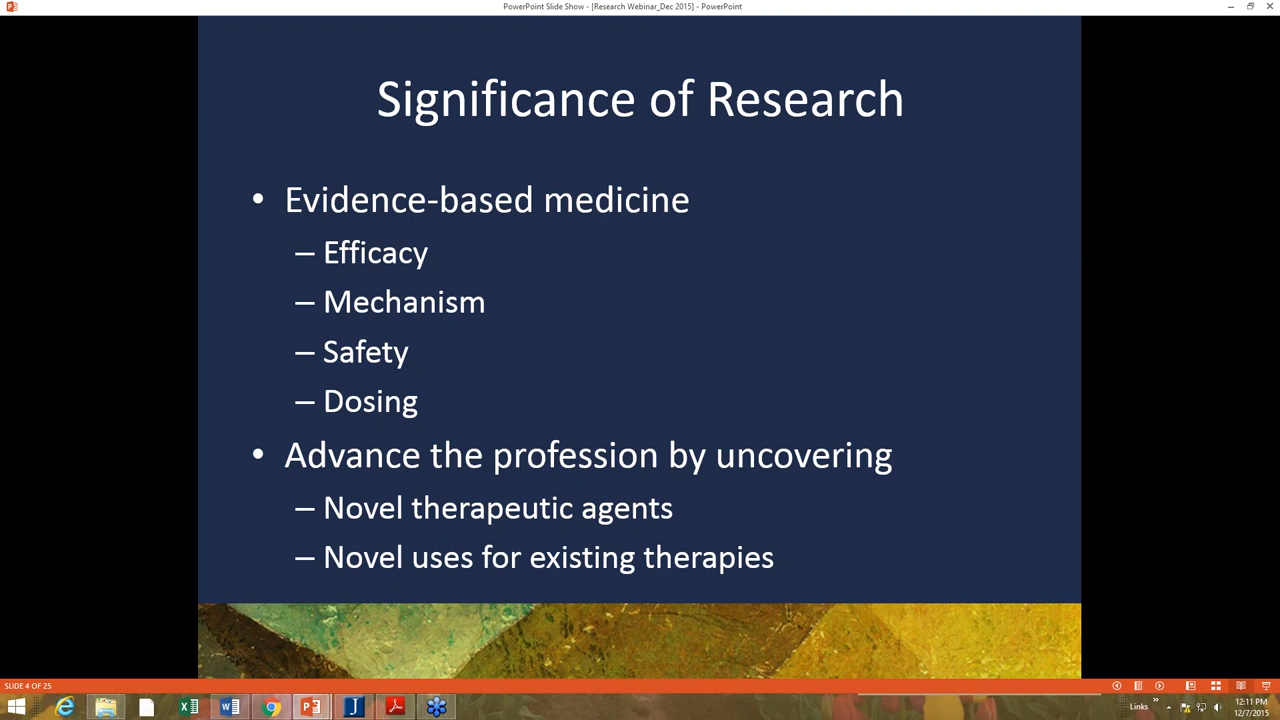 PowerPoint Slide Show - [Research Webinar_Dec 2015] - PowerPoint
Significance of Research
• Evidence-based medicine
– Efficacy
– Mechanism
– Safety
– Dosing
• Advance the profession by uncovering
– Novel therapeutic agents
– Novel uses for existing therapies
SLIDE 4 OF 25
Links
12:11 PM
12/7/2015